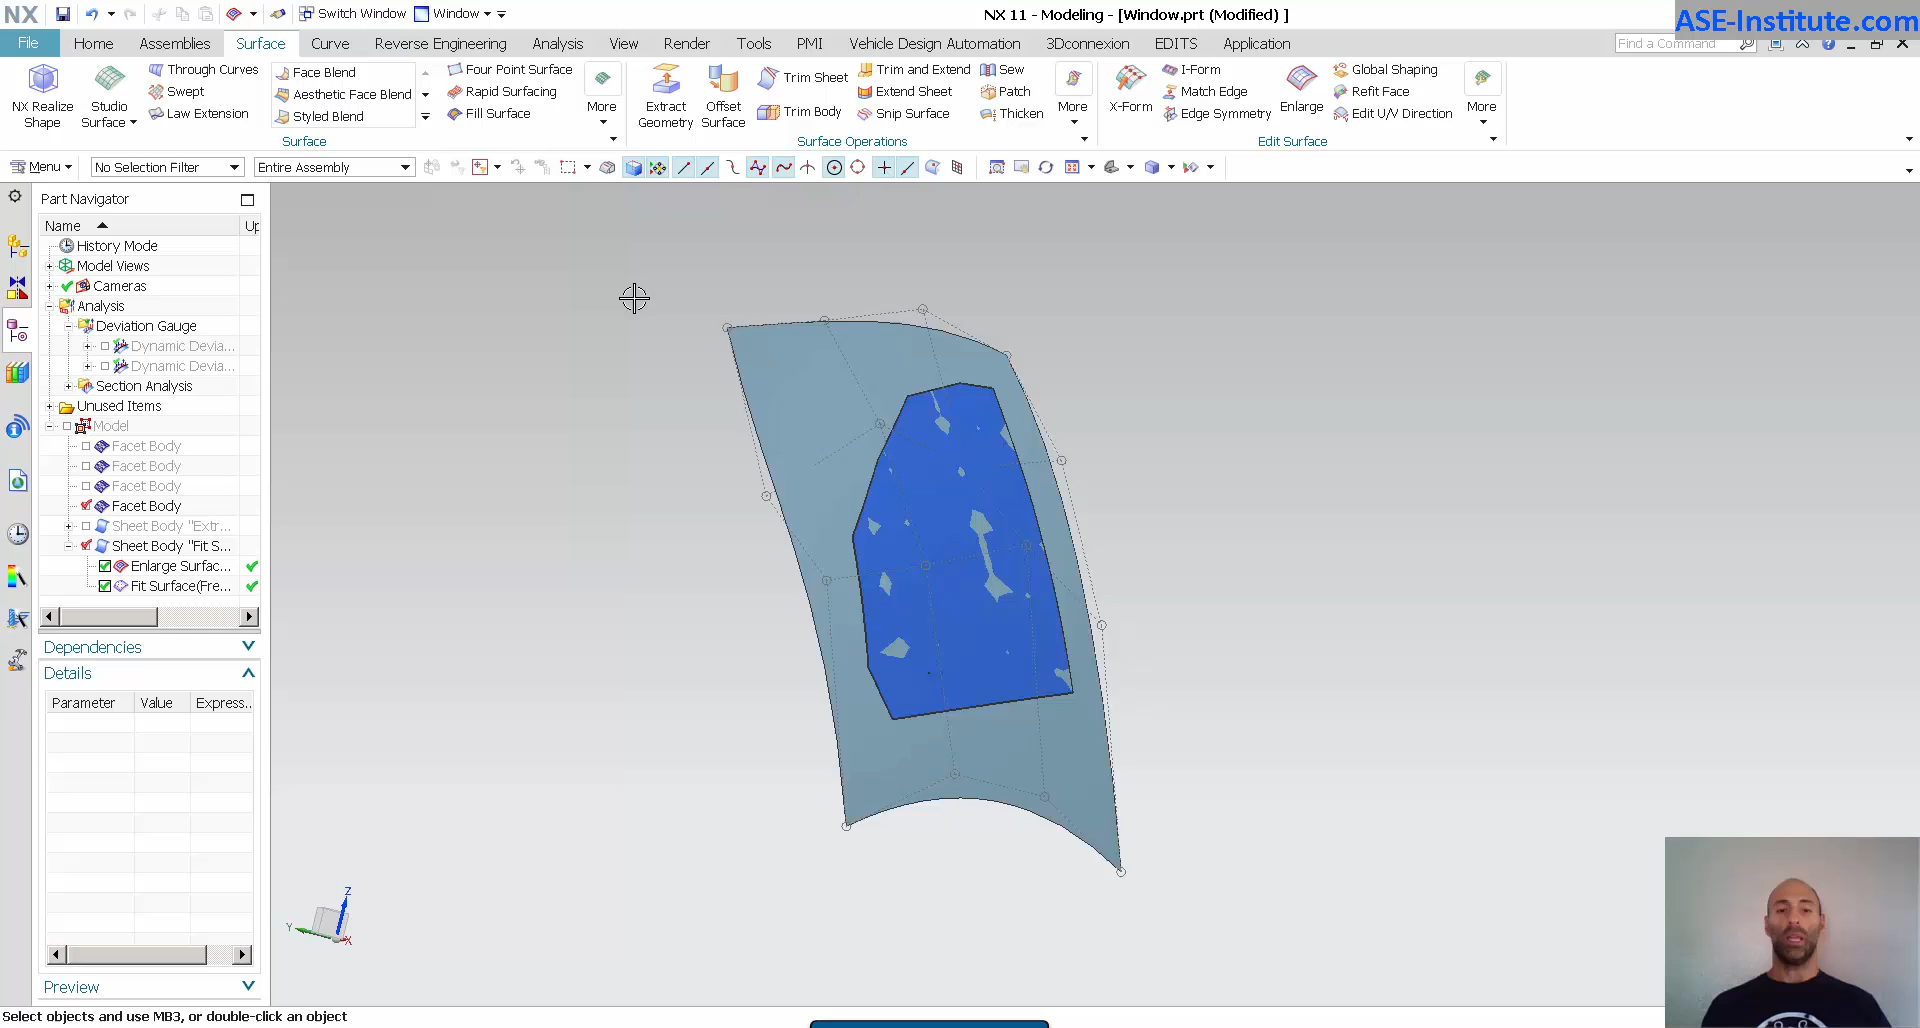 NX Switch Window Window NX 11 - Modeling - [Window.prt (Modified) ] ASE-Institute.com
File Home Assemblies Surface Curve Reverse Engineering Analysis View Render Tools PMI Vehicle Design Automation 3Dconnexion EDITS Application Find a Command
Through Curves Face Blend Four Point Surface Trim Sheet Trim and Extend Sew I-Form Global Shaping
Swept Aesthetic Face Blend Rapid Surfacing Extend Sheet Patch Match Edge Refit Face
Law Extension Styled Blend Fill Surface Trim Body Snip Surface Thicken Edge Symmetry Edit U/V Direction
NX Realize Shape
Studio Surface
More
Extract Geometry
Offset Surface
More
X-Form
Enlarge
More
Surface Surface Operations Edit Surface
Menu No Selection Filter Entire Assembly
Part Navigator
Name Up
History Mode
Model Views
Cameras
Analysis
Deviation Gauge
Dynamic Devia...
Dynamic Devia...
Section Analysis
Unused Items
Model
Facet Body
Facet Body
Facet Body
Facet Body
Sheet Body "Extr...
Sheet Body "Fit S...
Enlarge Surfac...
Fit Surface(Fre...
Dependencies
Details
Parameter Value Express..
Preview
Z
Y
X
Select objects and use MB3, or double-click an object